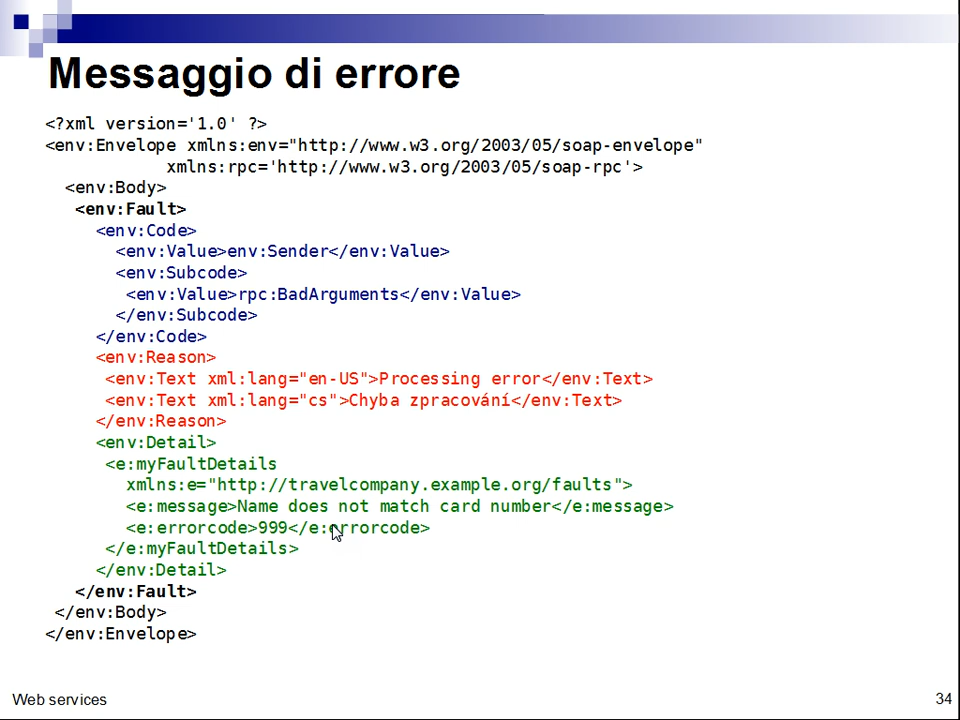 Messaggio di errore
<?xml version='1.0' ?>
<env:Envelope xmlns:env="http://www.w3.org/2003/05/soap-envelope"
xmlns:rpc='http://www.w3.org/2003/05/soap-rpc'>
<env:Body>
<env:Fault>
<env:Code>
<env:Value>env:Sender</env:Value>
<env:Subcode>
<env:Value>rpc:BadArguments</env:Value>
</env:Subcode>
</env:Code>
<env:Reason>
<env:Text xml:lang="en-US">Processing error</env:Text>
<env:Text xml:lang="cs">Chyba zpracování</env:Text>
</env:Reason>
<env:Detail>
<e:myFaultDetails
xmlns:e="http://travelcompany.example.org/faults">
<e:message>Name does not match card number</e:message>
<e:errorcode>999</e:errorcode>
</e:myFaultDetails>
</env:Detail>
</env:Fault>
</env:Body>
</env:Envelope>
Web services
34